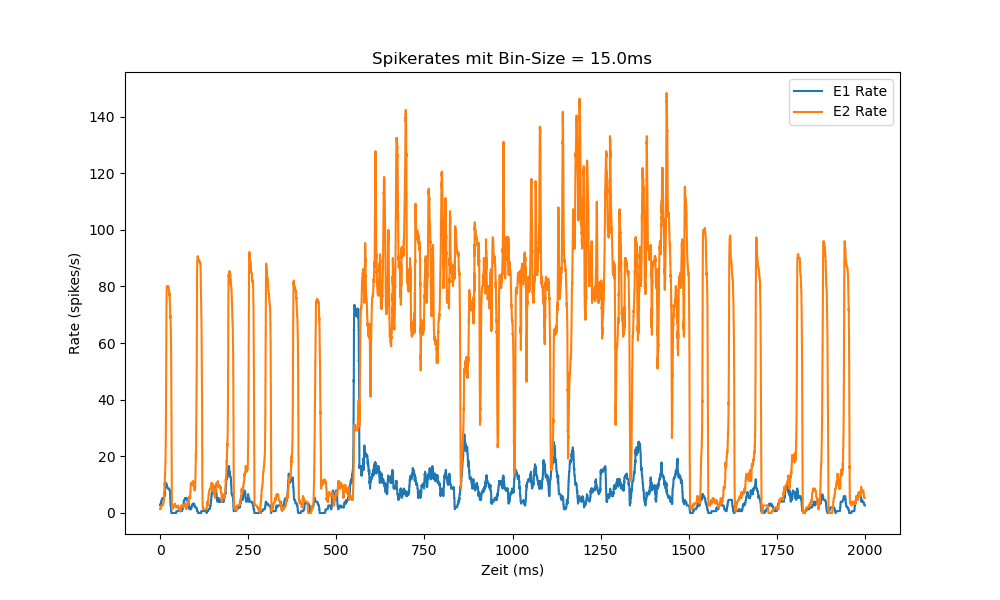 Spikerates mit Bin-Size = 15.0ms
E1 Rate
E2 Rate
Rate (spikes/s)
140
120
100
80
60
40
20
0
0 250 500 750 1000 1250 1500 1750 2000
Zeit (ms)